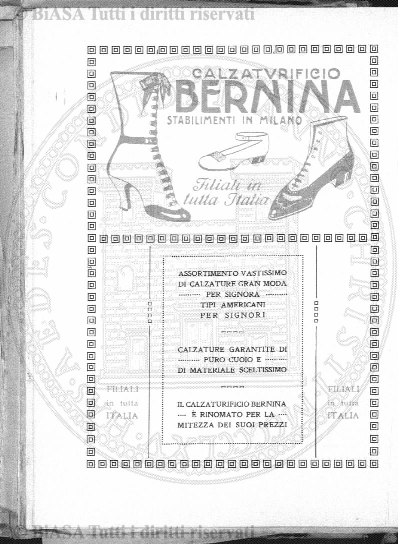 © BiASA Tutti i diritti riservati
CALZATVRIFICIO
BERNINA
STABILIMENTI IN MILANO
Filiali in
tutta Italia
ASSORTIMENTO VASTISSIMO
DI CALZATURE GRAN MODA
PER SIGNORA
TIPI AMERICANI
PER SIGNORI
CALZATURE GARANTITE DI
PURO CUOIO E
DI MATERIALE SCELTISSIMO
FILIALI
in tutta
ITALIA
IL CALZATURIFICIO BERNINA
È RINOMATO PER LA
MITEZZA DEI SUOI PREZZI
FILIALI
in tutta
ITALIA
© BIASA Tutti i diritti riservati